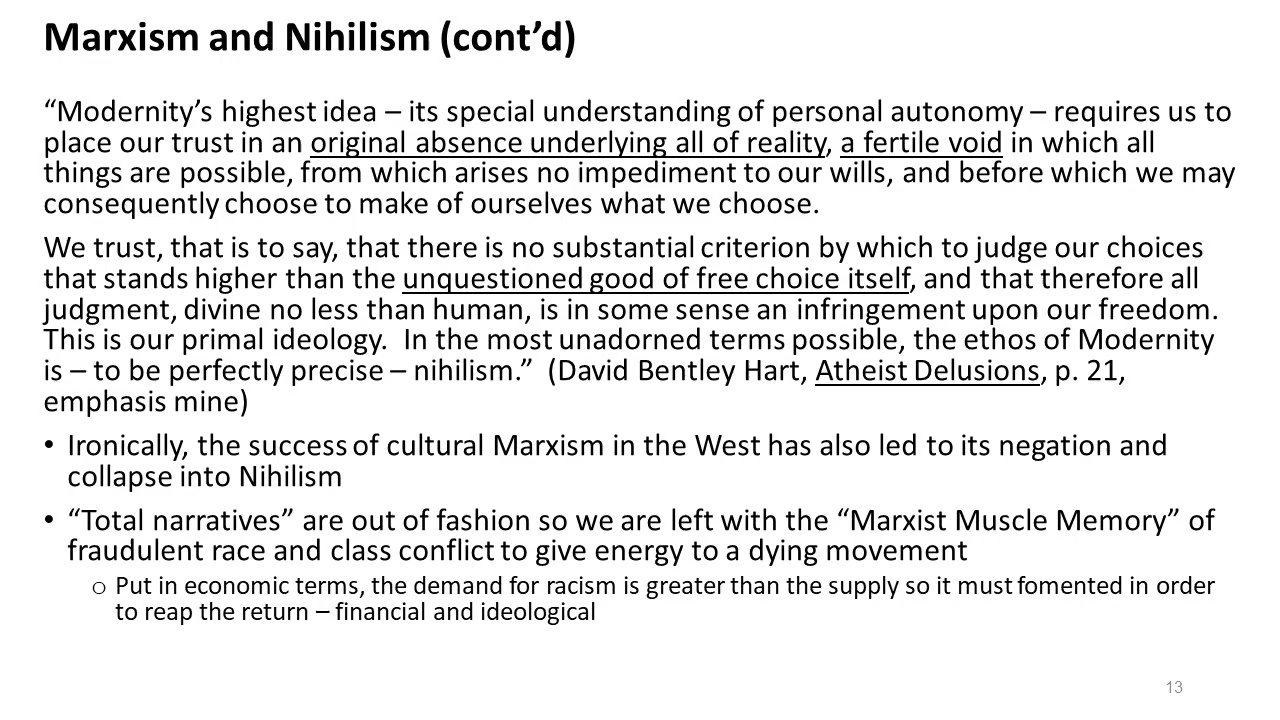 Marxism and Nihilism (cont’d)
“Modernity’s highest idea – its special understanding of personal autonomy – requires us to
place our trust in an original absence underlying all of reality, a fertile void in which all
things are possible, from which arises no impediment to our wills, and before which we may
consequently choose to make of ourselves what we choose.
We trust, that is to say, that there is no substantial criterion by which to judge our choices
that stands higher than the unquestioned good of free choice itself, and that therefore all
judgment, divine no less than human, is in some sense an infringement upon our freedom.
This is our primal ideology.  In the most unadorned terms possible, the ethos of Modernity
is – to be perfectly precise – nihilism.”  (David Bentley Hart, Atheist Delusions, p. 21,
emphasis mine)
• Ironically, the success of cultural Marxism in the West has also led to its negation and
collapse into Nihilism
• “Total narratives” are out of fashion so we are left with the “Marxist Muscle Memory” of
fraudulent race and class conflict to give energy to a dying movement
o Put in economic terms, the demand for racism is greater than the supply so it must fomented in order
to reap the return – financial and ideological
13